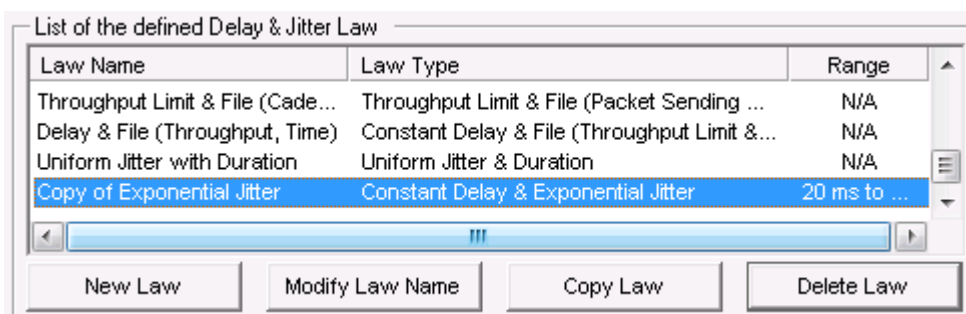 List of the defined Delay & Jitter Law
Law Name Law Type Range
Throughput Limit & File (Cade... Throughput Limit & File (Packet Sending ... N/A
Delay & File (Throughput, Time) Constant Delay & File (Throughput Limit &... N/A
Uniform Jitter with Duration Uniform Jitter & Duration N/A
Copy of Exponential Jitter Constant Delay & Exponential Jitter 20 ms to ...
New Law Modify Law Name Copy Law Delete Law